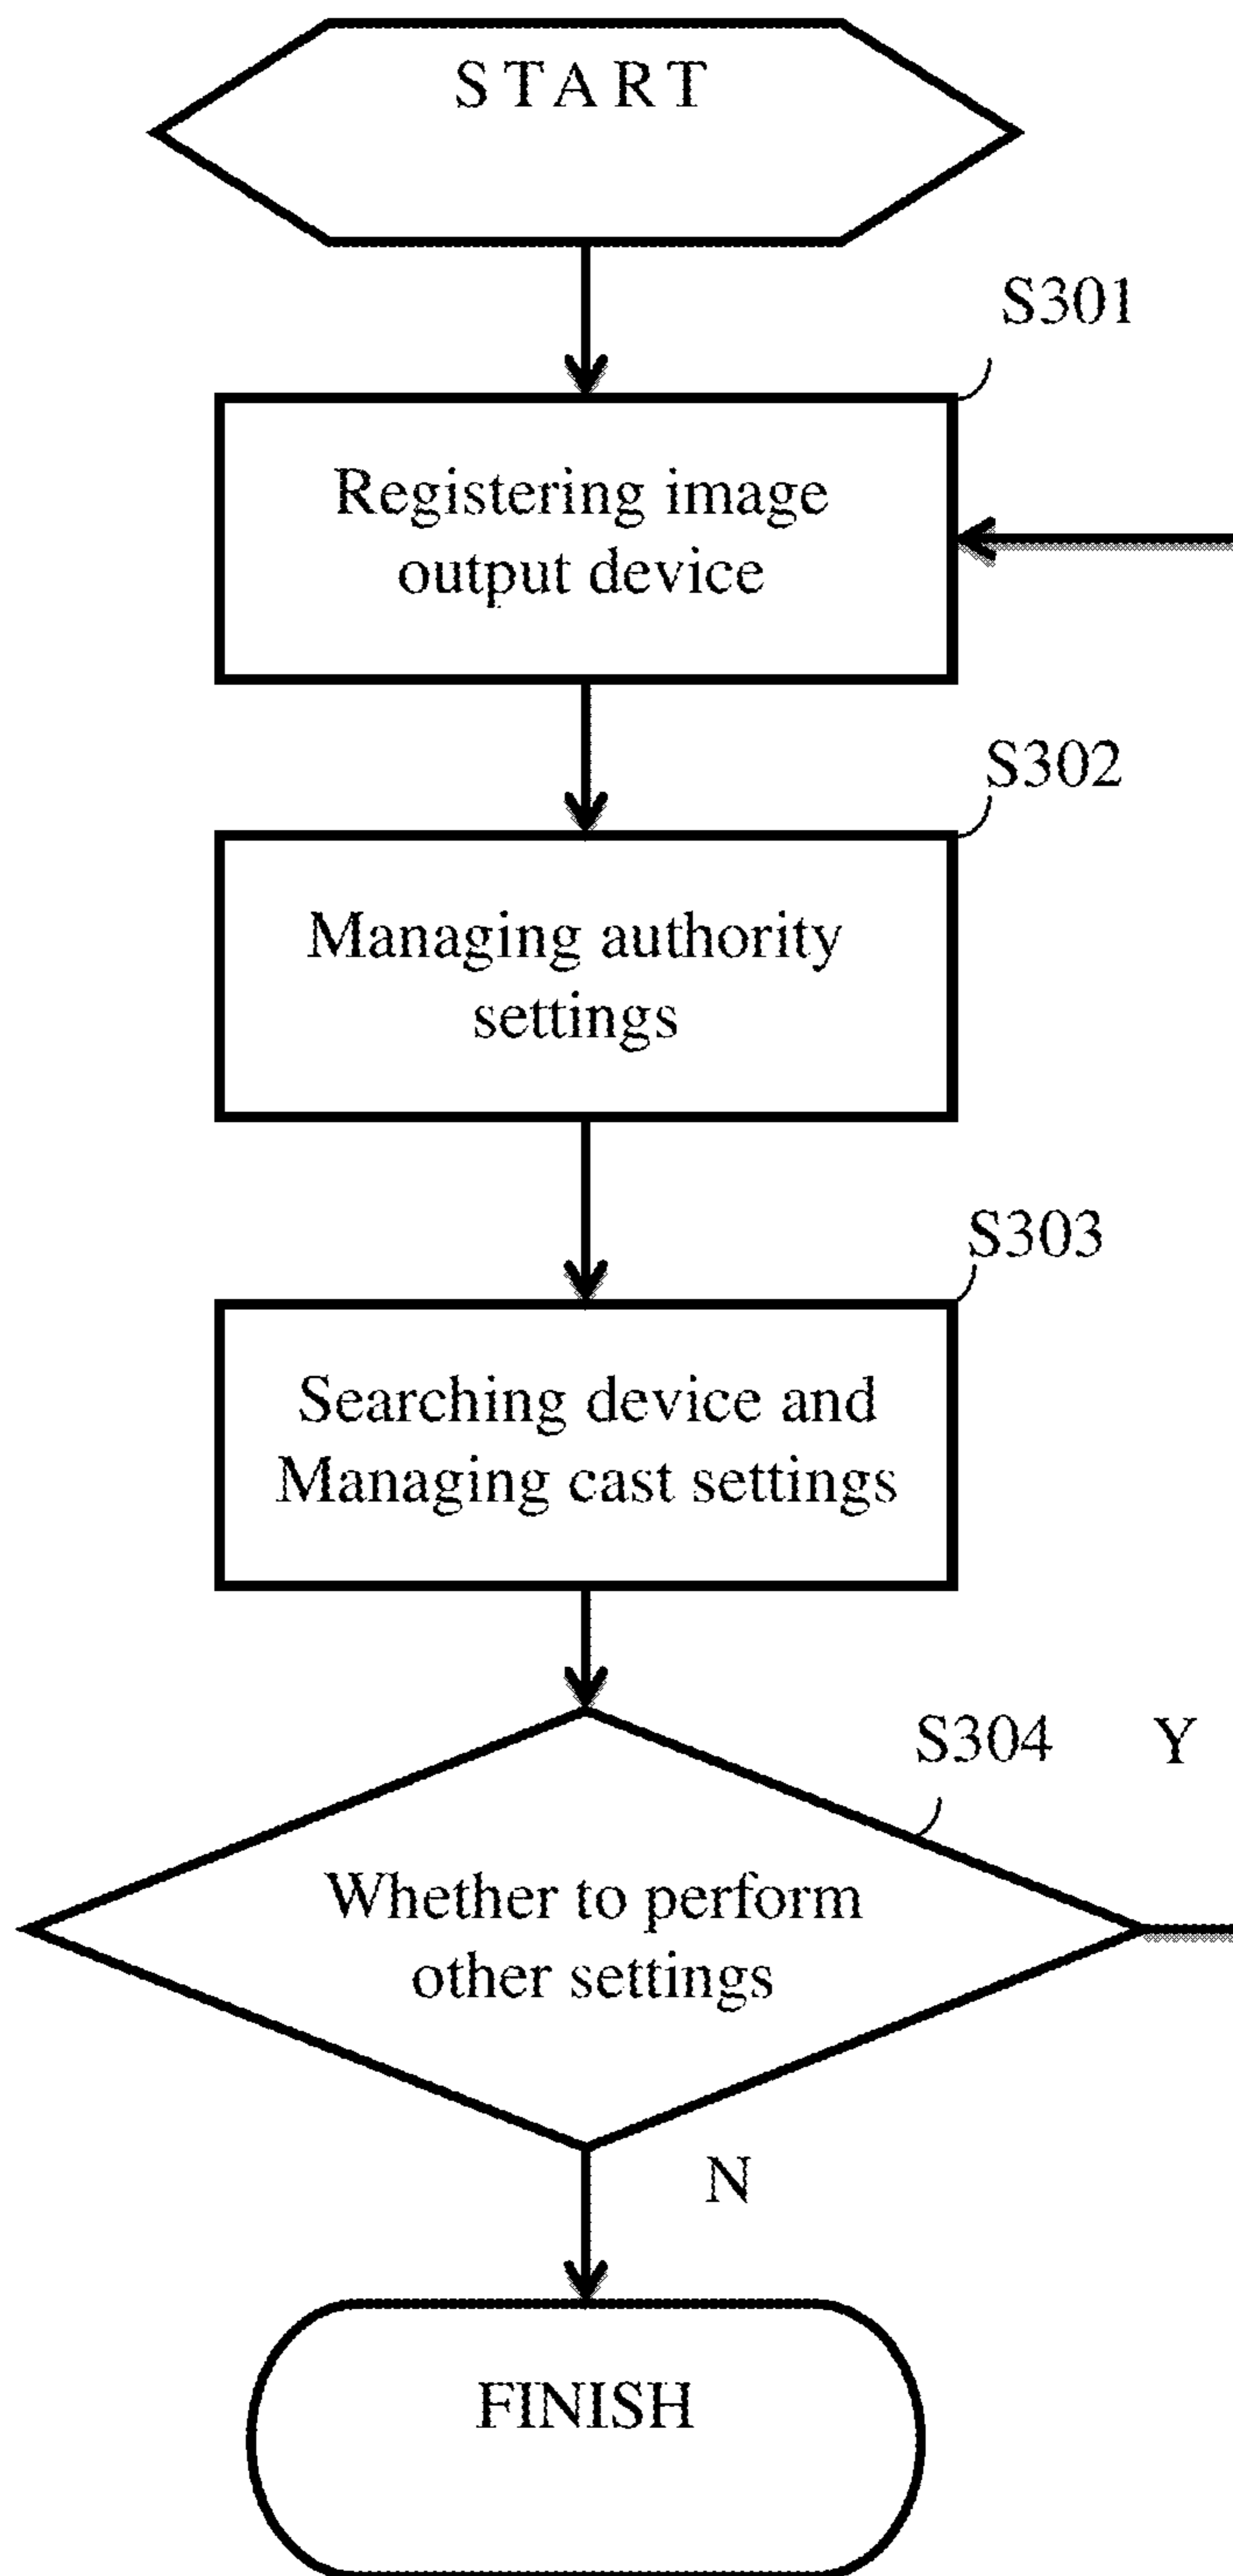 START
S301
Registering image
output device
S302
Managing authority
settings
S303
Searching device and
Managing cast settings
S304
Y
Whether to perform
other settings
N
FINISH